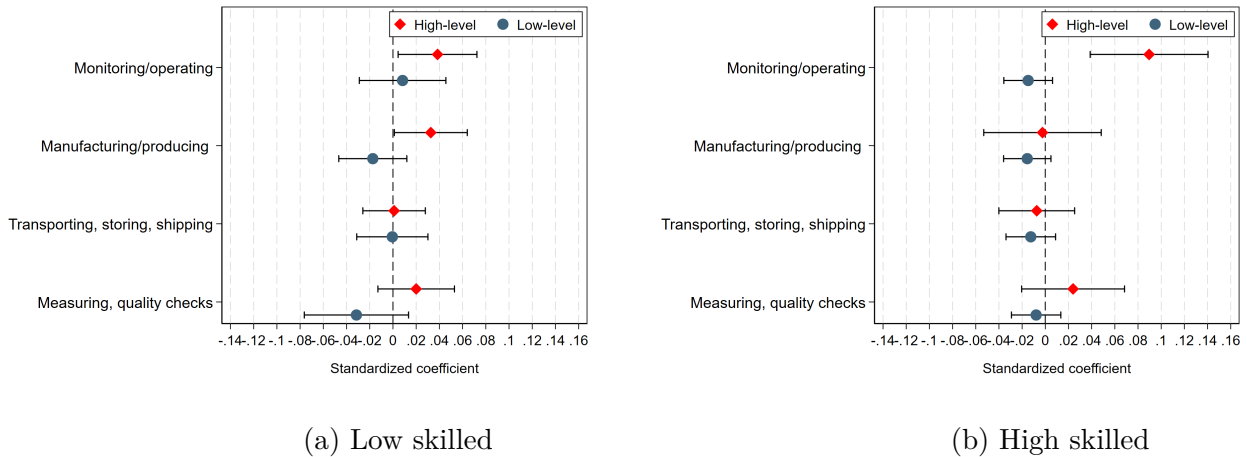 High-level Low-level
Monitoring/operating
Manufacturing/producing
Transporting, storing, shipping
Measuring, quality checks
-.14 -.12 -.1 -.08 -.06 -.04 -.02 0 .02 .04 .06 .08 .1 .12 .14 .16
Standardized coefficient
(a) Low skilled
High-level Low-level
Monitoring/operating
Manufacturing/producing
Transporting, storing, shipping
Measuring, quality checks
-.14 -.12 -.1 -.08 -.06 -.04 -.02 0 .02 .04 .06 .08 .1 .12 .14 .16
Standardized coefficient
(b) High skilled